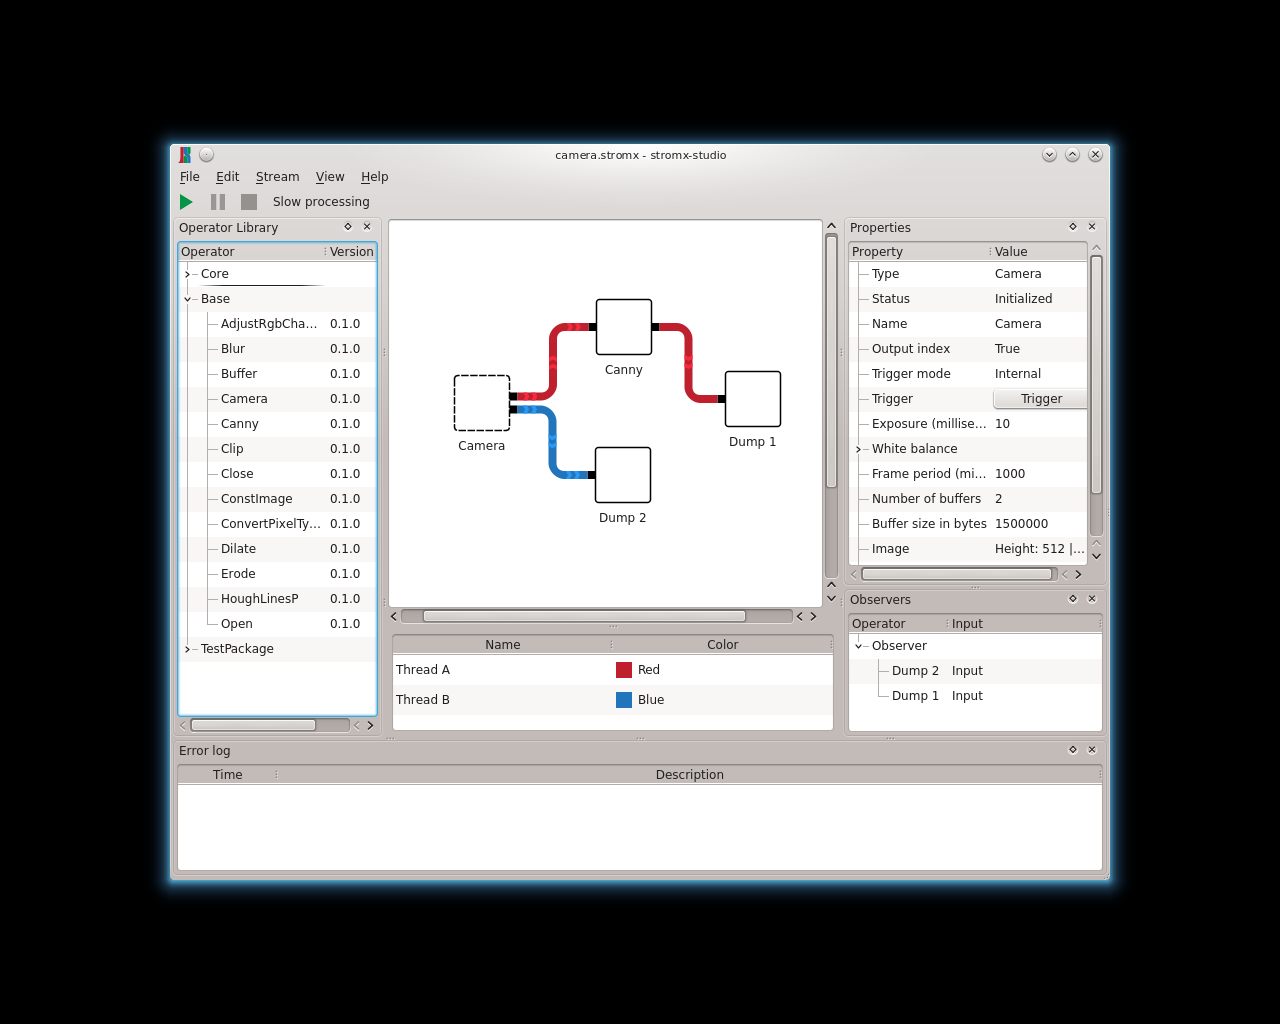 camera.stromx - stromx-studio
File Edit Stream View Help
Slow processing
Operator Library
Operator Version
Core
Base
AdjustRgbCha... 0.1.0
Blur 0.1.0
Buffer 0.1.0
Camera 0.1.0
Canny 0.1.0
Clip 0.1.0
Close 0.1.0
ConstImage 0.1.0
ConvertPixelTy... 0.1.0
Dilate 0.1.0
Erode 0.1.0
HoughLinesP 0.1.0
Open 0.1.0
TestPackage
Canny
Camera
Dump 1
Dump 2
Name Color
Thread A Red
Thread B Blue
Properties
Property Value
Type Camera
Status Initialized
Name Camera
Output index True
Trigger mode Internal
Trigger Trigger
Exposure (millise... 10
White balance
Frame period (mi... 1000
Number of buffers 2
Buffer size in bytes 1500000
Image Height: 512 |...
Observers
Operator Input
Observer
Dump 2 Input
Dump 1 Input
Error log
Time Description